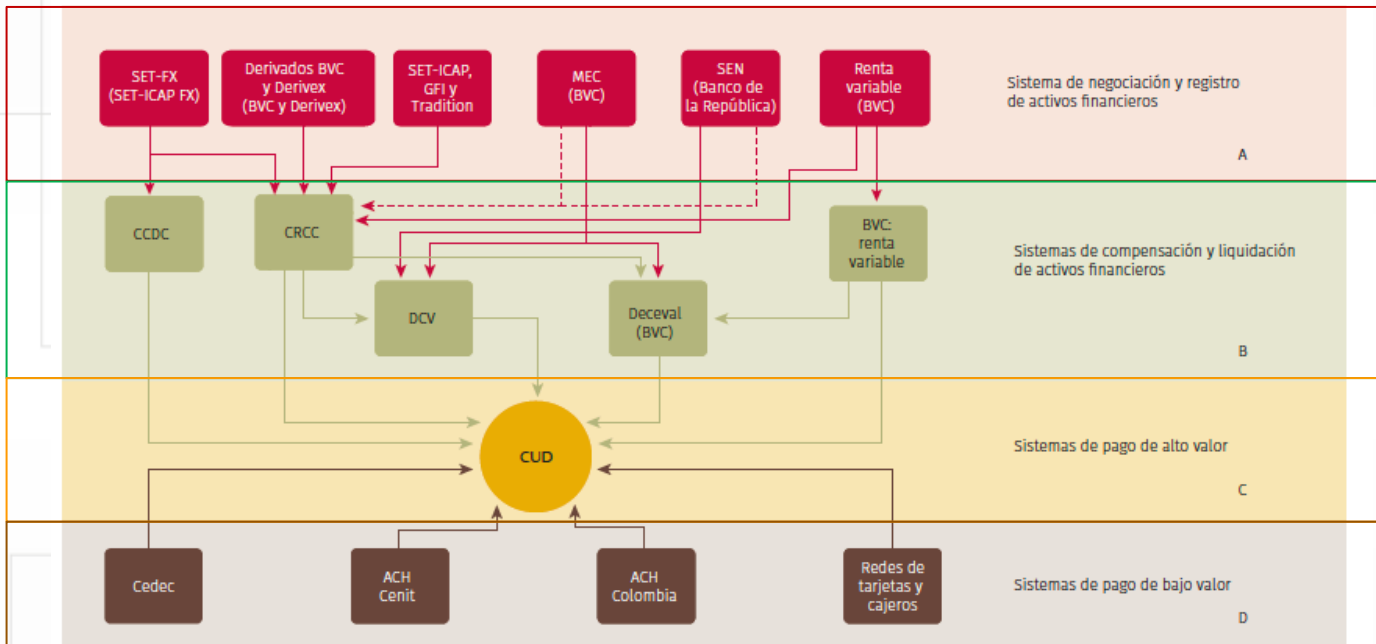 SET-FX
(SET-ICAP FX)
Derivados BVC
y Derivex
(BVC y Derivex)
SET-ICAP,
GFI y
Tradition
MEC
(BVC)
SEN
(Banco de
la República)
Renta
variable
(BVC)
Sistema de negociación y registro
de activos financieros
A
CCDC
CRCC
BVC:
renta
variable
DCV
Deceval
(BVC)
Sistemas de compensación y liquidación
de activos financieros
B
CUD
Sistemas de pago de alto valor
C
Cedec
ACH
Cenit
ACH
Colombia
Redes de
tarjetas y
cajeros
Sistemas de pago de bajo valor
D